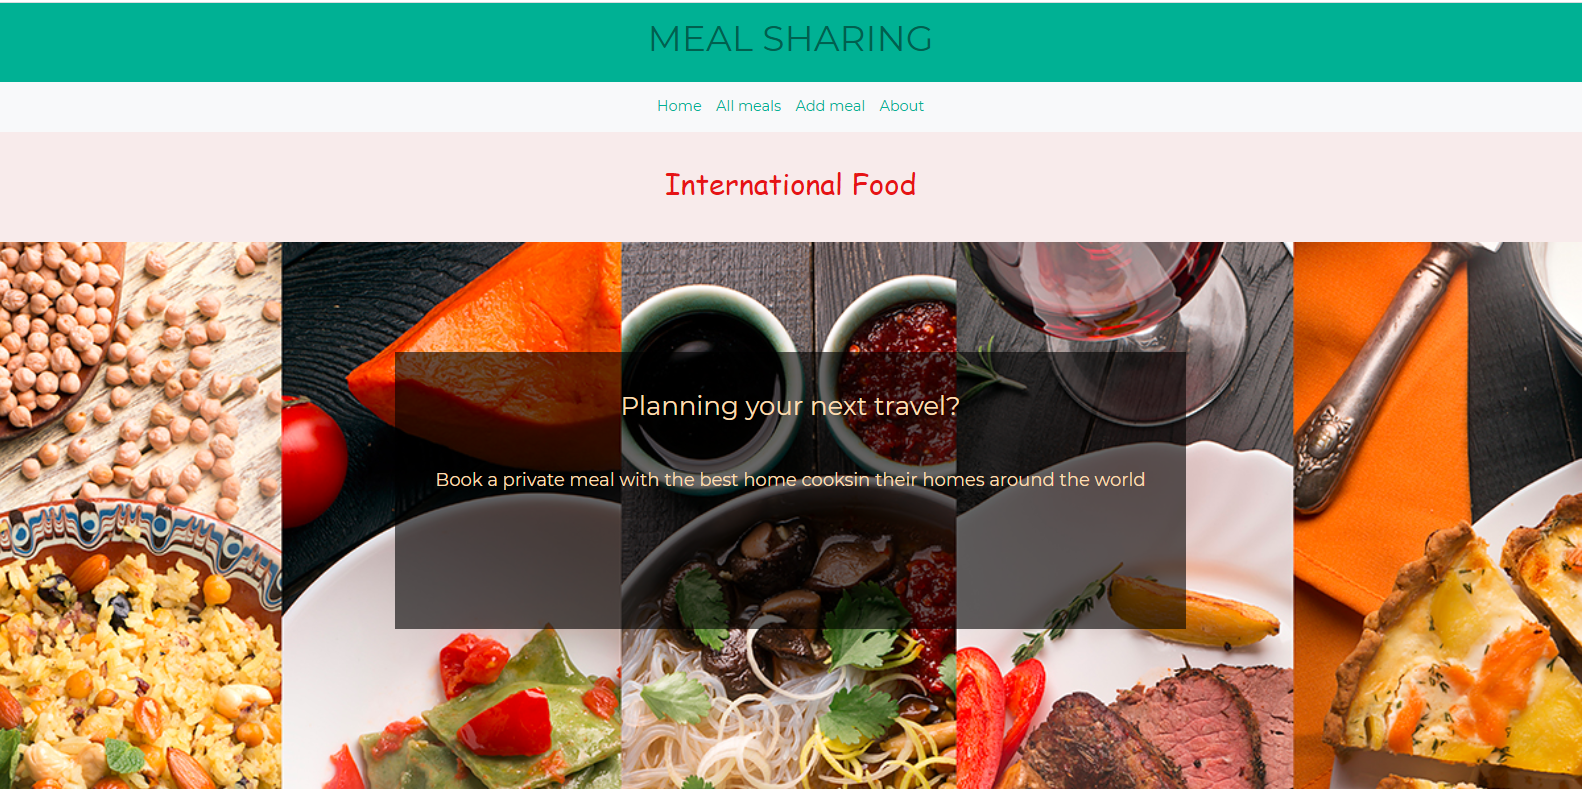 MEAL SHARING
Home All meals Add meal About
International Food
Planning your next travel?
Book a private meal with the best home cooksin their homes around the world